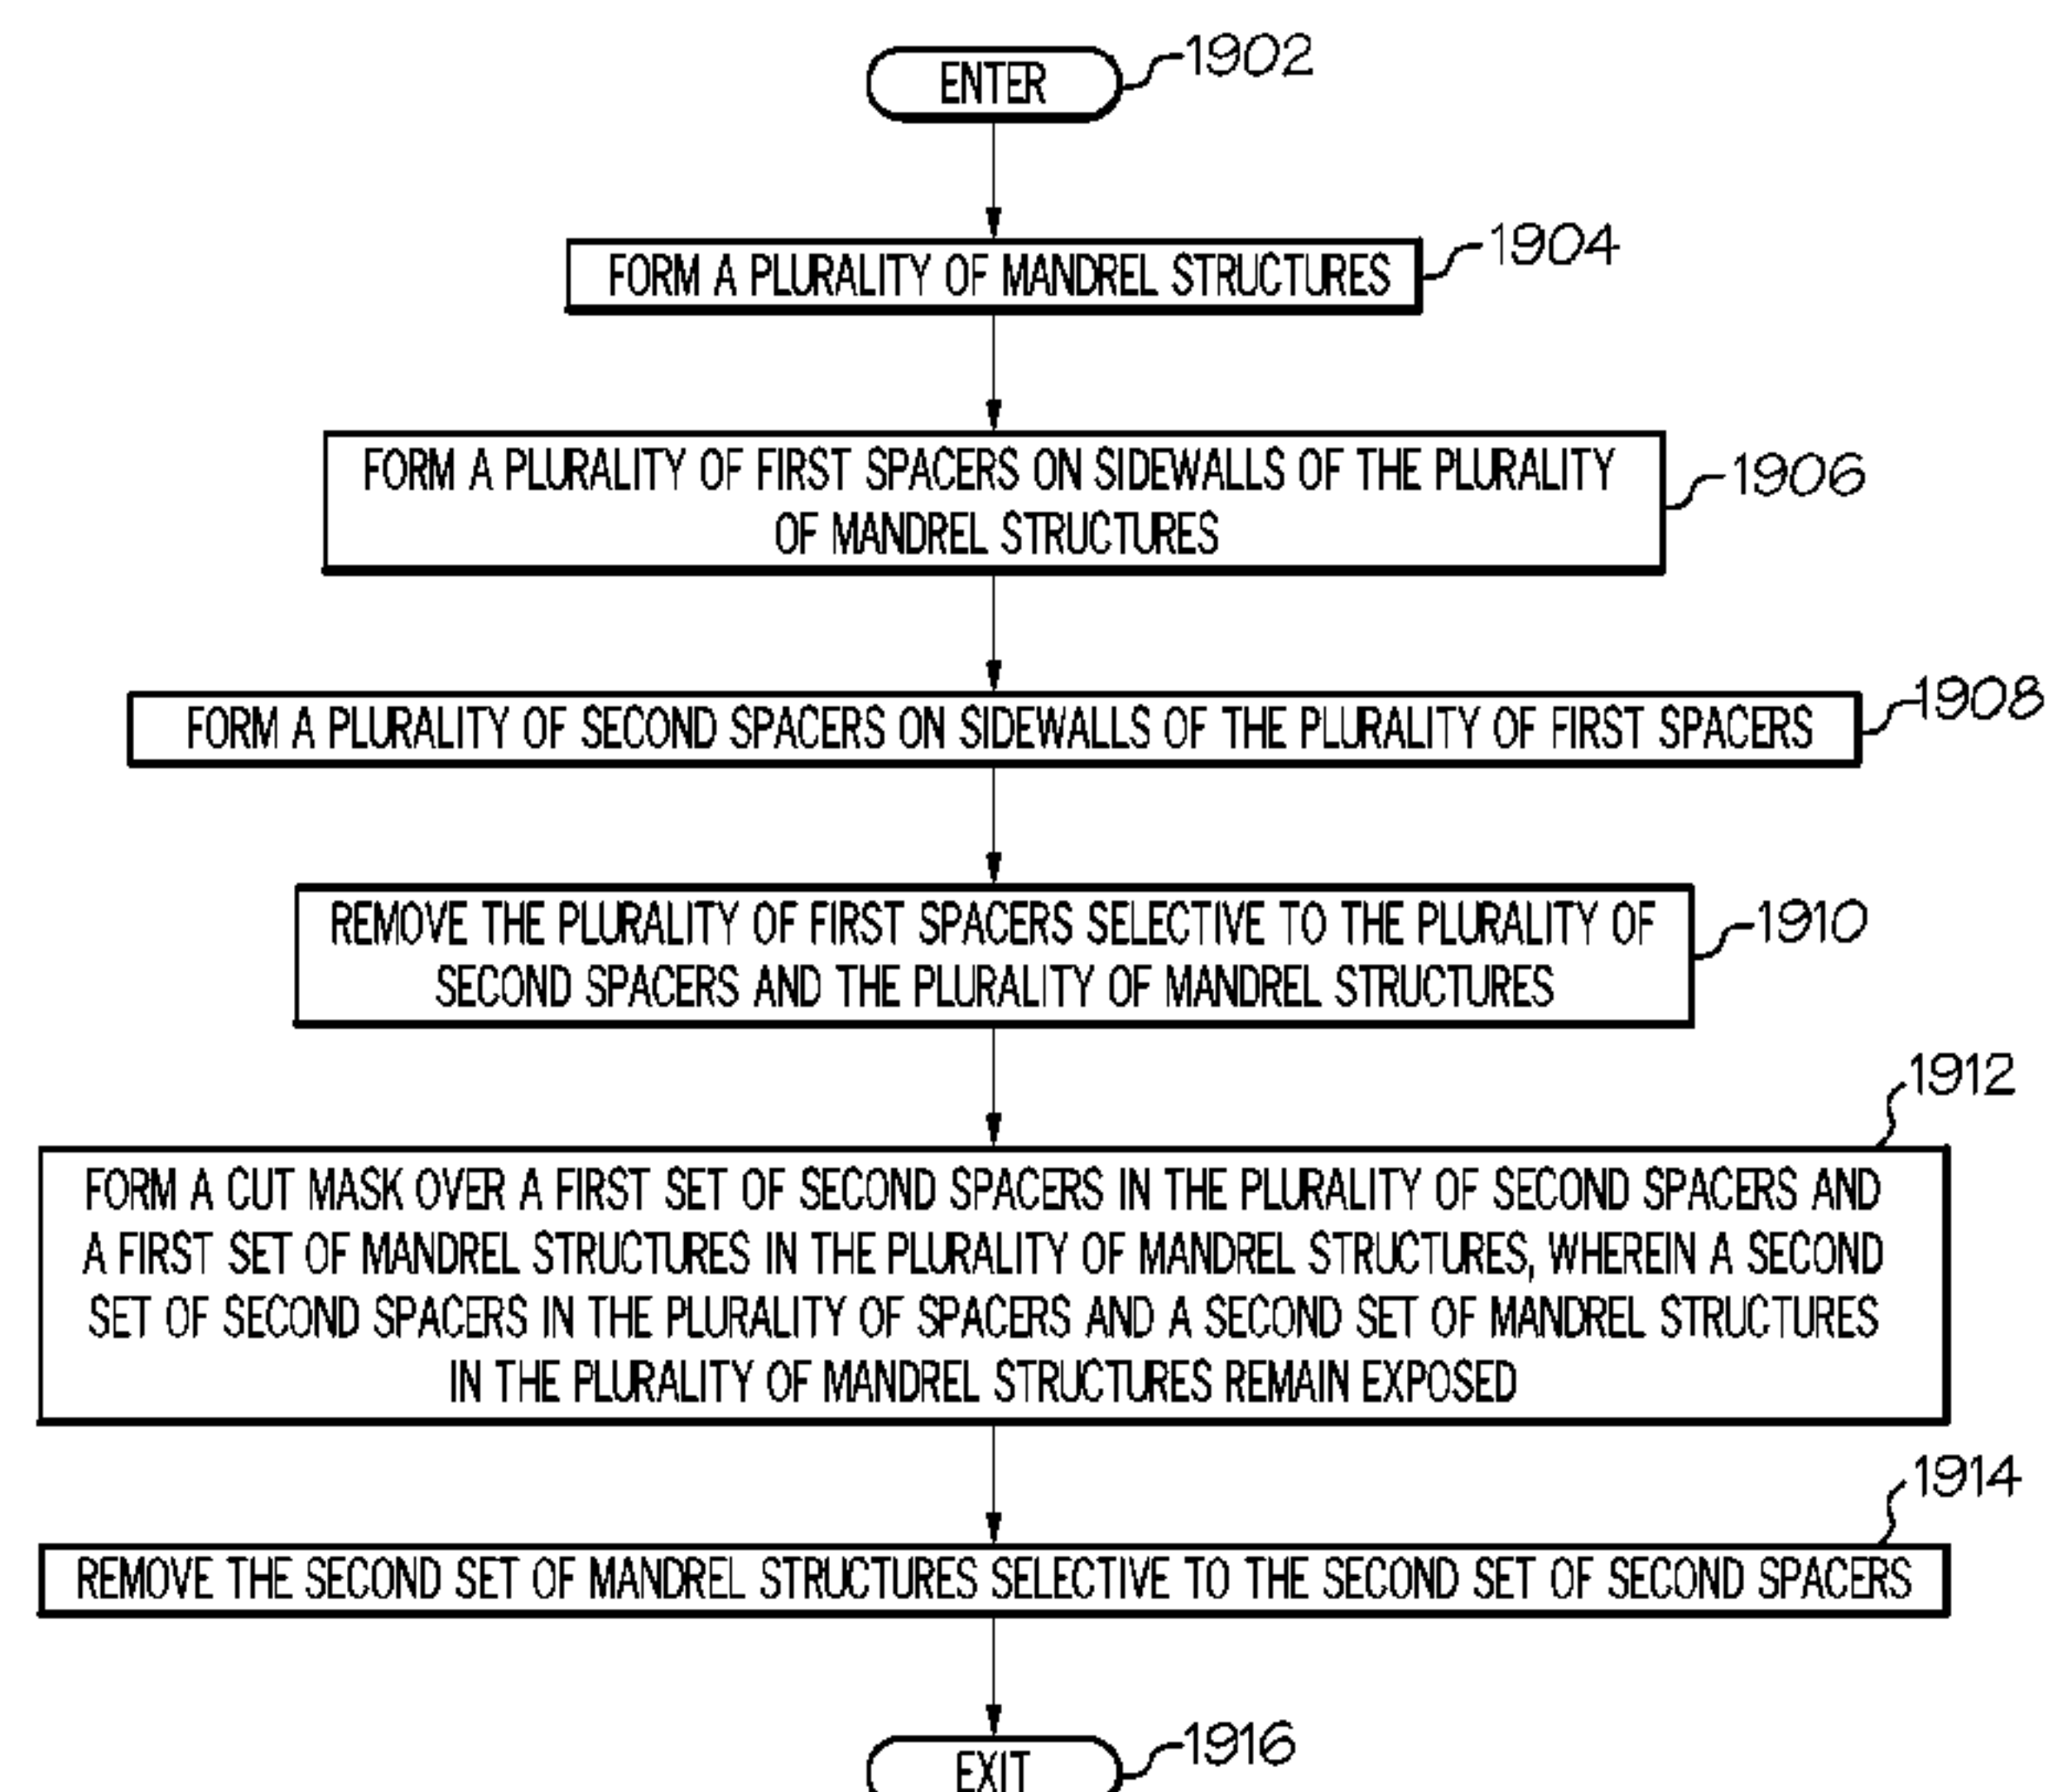 ENTER
1902
FORM A PLURALITY OF MANDREL STRUCTURES
1904
FORM A PLURALITY OF FIRST SPACERS ON SIDEWALLS OF THE PLURALITY
OF MANDREL STRUCTURES
1906
FORM A PLURALITY OF SECOND SPACERS ON SIDEWALLS OF THE PLURALITY OF FIRST SPACERS
1908
REMOVE THE PLURALITY OF FIRST SPACERS SELECTIVE TO THE PLURALITY OF
SECOND SPACERS AND THE PLURALITY OF MANDREL STRUCTURES
1910
1912
FORM A CUT MASK OVER A FIRST SET OF SECOND SPACERS IN THE PLURALITY OF SECOND SPACERS AND
A FIRST SET OF MANDREL STRUCTURES IN THE PLURALITY OF MANDREL STRUCTURES, WHEREIN A SECOND
SET OF SECOND SPACERS IN THE PLURALITY OF SPACERS AND A SECOND SET OF MANDREL STRUCTURES
IN THE PLURALITY OF MANDREL STRUCTURES REMAIN EXPOSED
1914
REMOVE THE SECOND SET OF MANDREL STRUCTURES SELECTIVE TO THE SECOND SET OF SECOND SPACERS
EXIT
1916